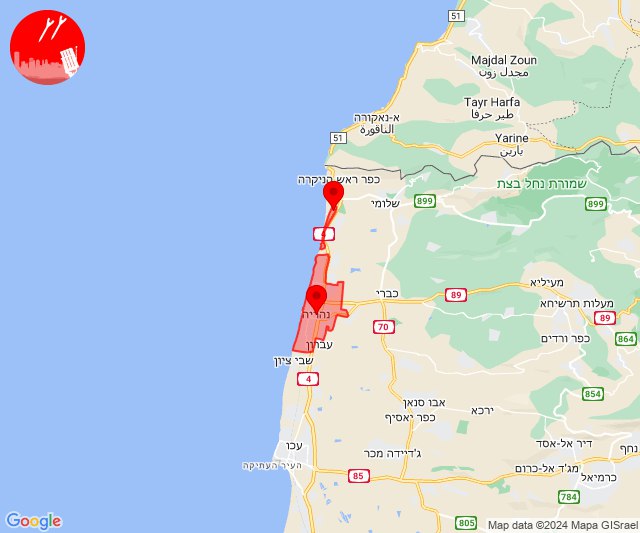 51
Majdal Zoun
مجدل زون
Tayr Harfa
طير حرفا
א-נאקורה
الناقورة
51
Yarine
يارين
כפר ראש הניקרה
שמורת נחל בצת
899
שלומי
899
4
מעיליא
כברי
89
מעלות תרשיחא
נהריה
89
70
כפר ורדים
864
עברון
שבי ציון
4
854
אבו סנאן
ירכא
כפר יאסיף
עכו
דיר אל-אסד
נחף
ג'דיידה מכר
העיר העתיקה
מג'ד אל-כרום
85
כרמיאל
784
Google
805
Map data ©2024 Mapa GISrael